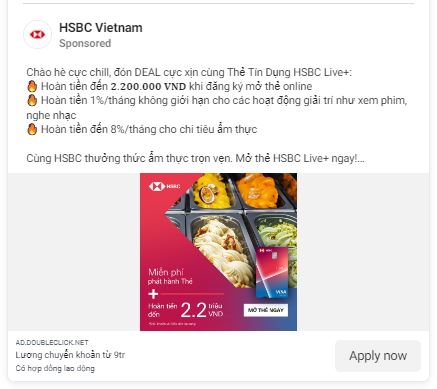 HSBC Vietnam
Sponsored
Chào hè cực chill, đón DEAL cực xịn cùng Thẻ Tín Dụng HSBC Live+:
🔥 Hoàn tiền đến 2.200.000 VND khi đăng ký mở thẻ online
🔥 Hoàn tiền 1%/tháng không giới hạn cho các hoạt động giải trí như xem phim,
nghe nhạc
🔥 Hoàn tiền đến 8%/tháng cho chi tiêu ẩm thực
Cùng HSBC thưởng thức ẩm thực trọn vẹn. Mở thẻ HSBC Live+ ngay!...
HSBC
Miễn phí
phát hành Thẻ
+
Hoàn tiền
đến
2.2
triệu
VND
VISA
MỞ THẺ NGAY
AD.DOUBLECLICK.NET
Lương chuyển khoản từ 9tr
Có hợp đồng lao động
Apply now